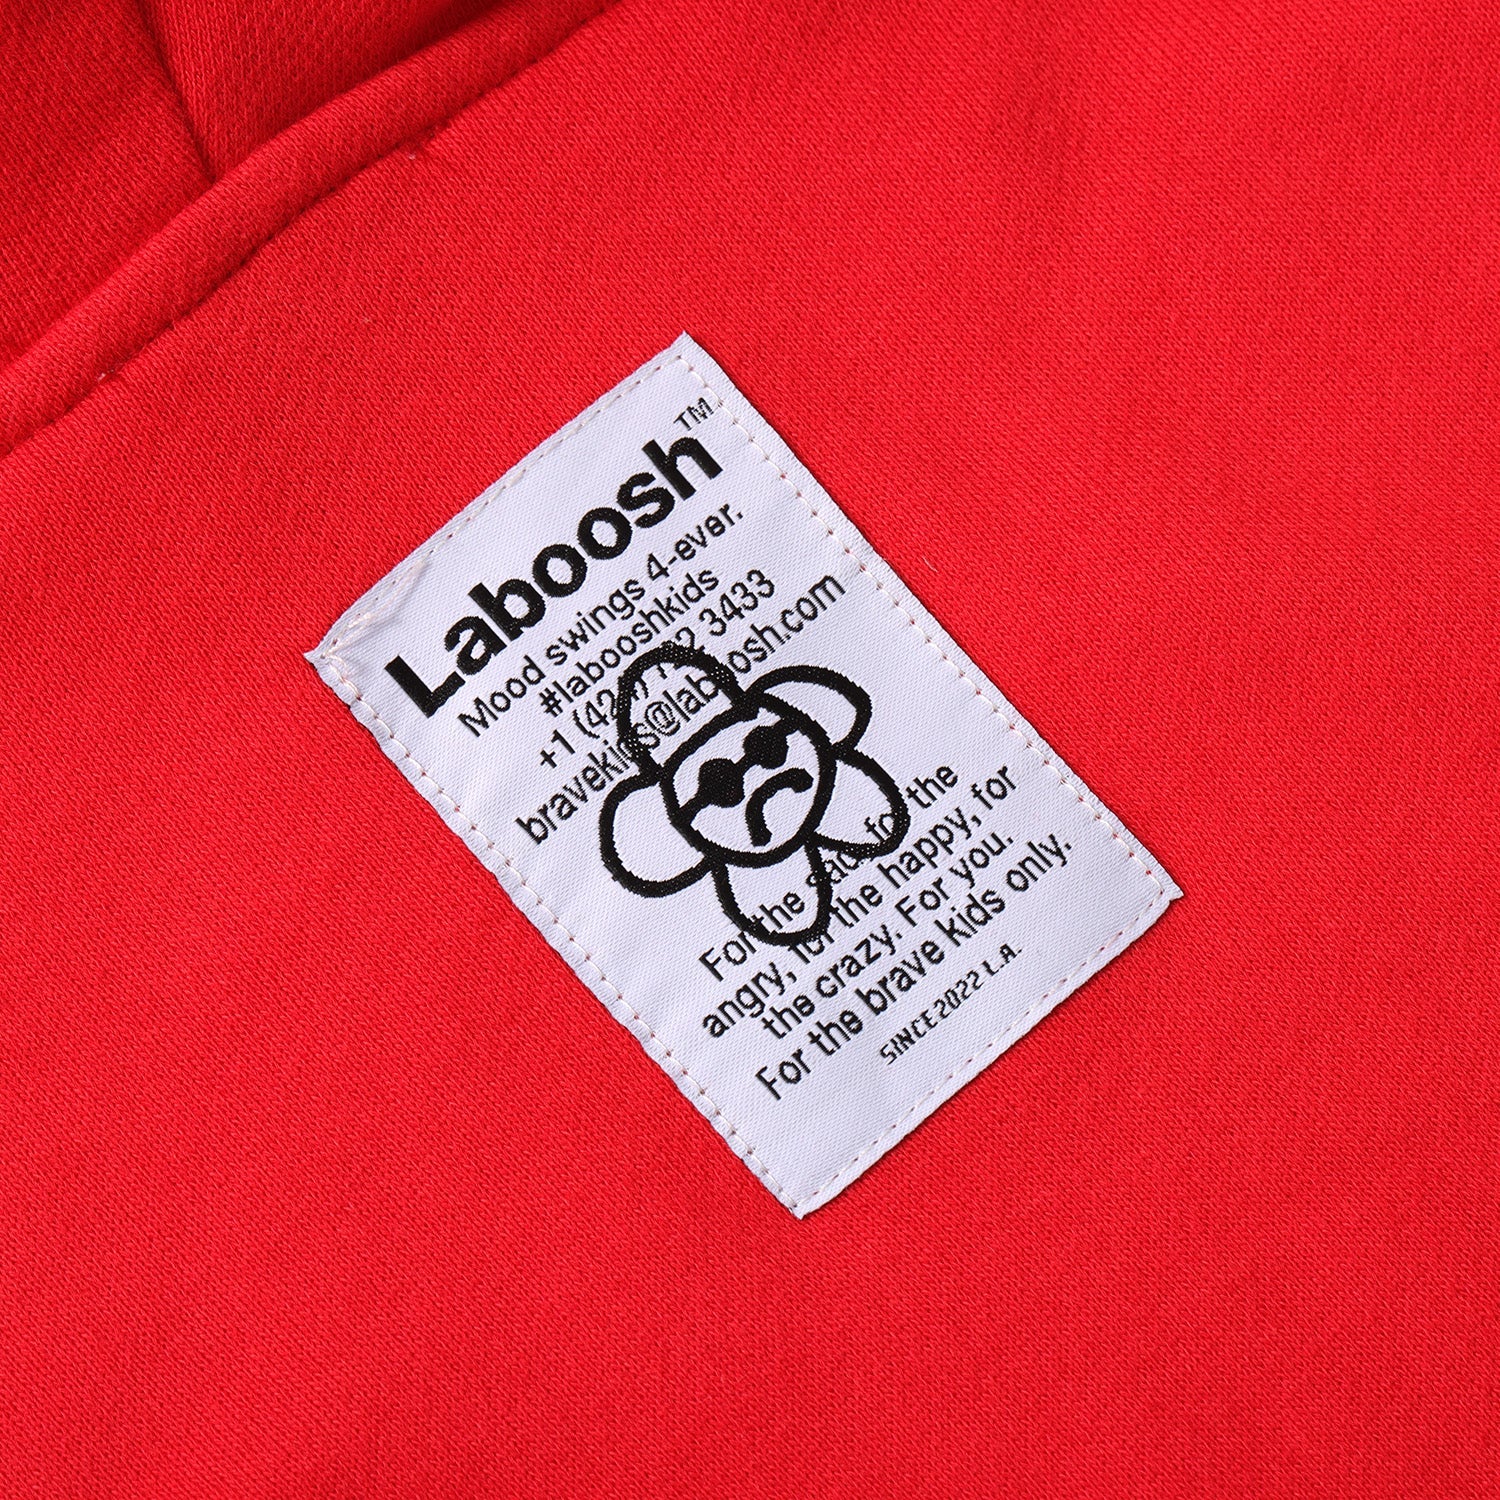 Laboosh™
Mood swings 4-ever.
#labooshkids
+1 3433
bravekids@laboosh.com
For the sad, for the
angry, for the happy, for
the crazy. For you.
For the brave kids only.
SINCE 2022 L.A.